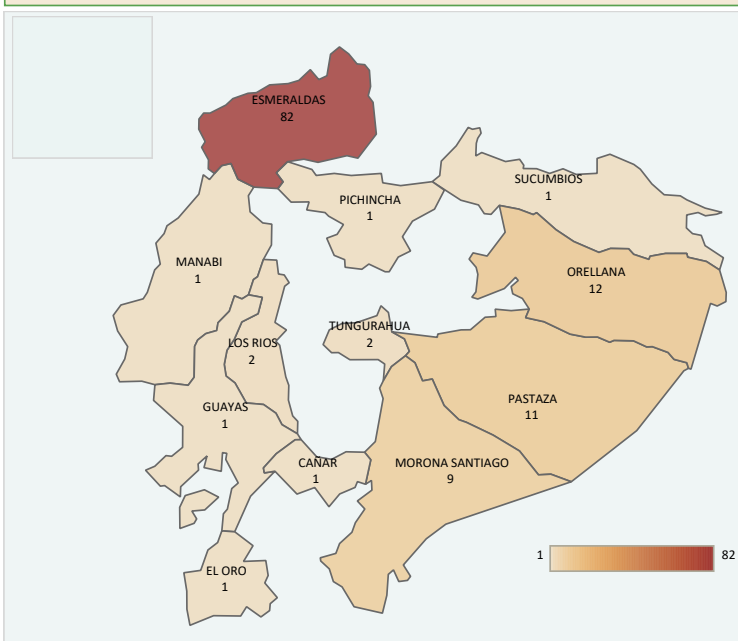 ESMERALDAS
82
PICHINCHA
1
SUCUMBIOS
1
MANABI
1
ORELLANA
12
TUNGURAHUA
2
LOS RIOS
2
PASTAZA
11
GUAYAS
1
CAÑAR
1
MORONA SANTIAGO
9
1
82
EL ORO
1